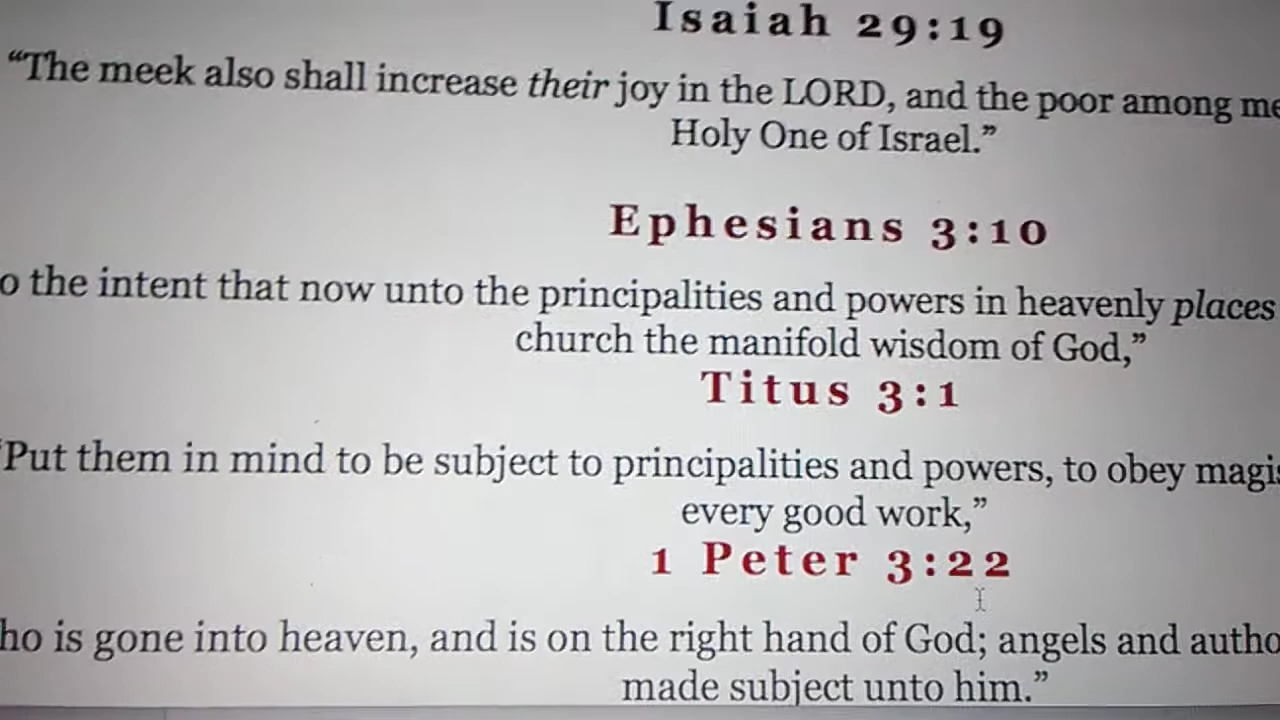 Isaiah 29:19
“The meek also shall increase their joy in the LORD, and the poor among
Holy One of Israel.”
Ephesians 3:10
o the intent that now unto the principalities and powers in heavenly places
church the manifold wisdom of God,”
Titus 3:1
“Put them in mind to be subject to principalities and powers, to obey
every good work,”
1 Peter 3:22
is gone into heaven, and is on the right hand of God; angels and
made subject unto him.”